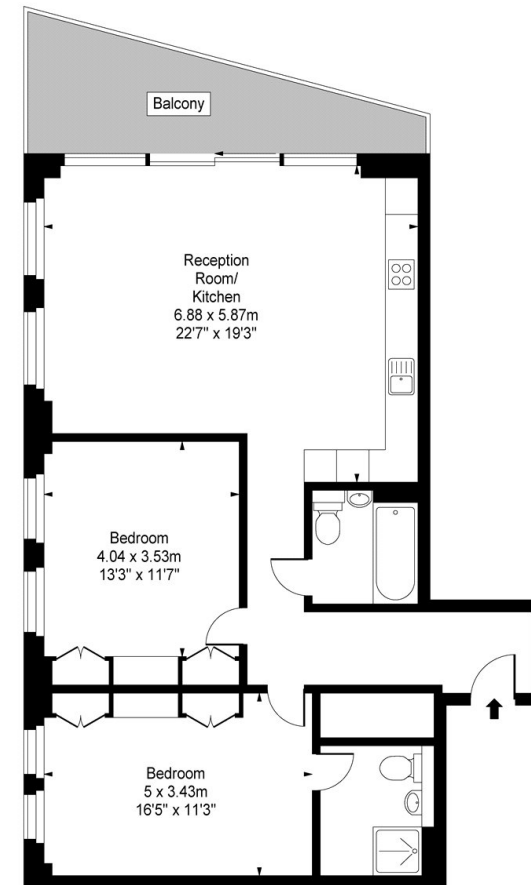 Balcony
Reception
Room/
Kitchen
6.88 x 5.87m
22'7" x 19'3"
Bedroom
4.04 x 3.53m
13'3" x 11'7"
Bedroom
5 x 3.43m
16'5" x 11'3"